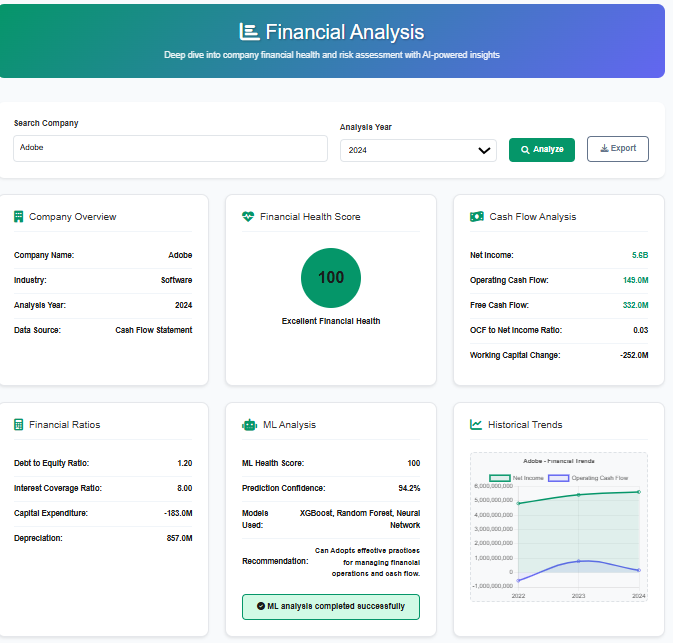 Financial Analysis
Deep dive into company financial health and risk assessment with AI-powered insights
Search Company
Adobe
Analysis Year
2024
Analyze
Export
Company Overview
Company Name: Adobe
Industry: Software
Analysis Year: 2024
Data Source: Cash Flow Statement
Financial Health Score
100
Excellent Financial Health
Cash Flow Analysis
Net Income: 5.6B
Operating Cash Flow: 149.0M
Free Cash Flow: 332.0M
OCF to Net Income Ratio: 0.03
Working Capital Change: -252.0M
Financial Ratios
Debt to Equity Ratio: 1.20
Interest Coverage Ratio: 8.00
Capital Expenditure: -183.0M
Depreciation: 857.0M
ML Analysis
ML Health Score: 100
Prediction Confidence: 94.2%
Models Used: XGBoost, Random Forest, Neural
Network
Recommendation: Can Adopts effective practices
for managing financial
operations and cash flow.
ML analysis completed successfully
Historical Trends
Adobe - Financial Trends
Net Income Operating Cash Flow
6,000,000,000
5,000,000,000
4,000,000,000
3,000,000,000
2,000,000,000
1,000,000,000
0
-1,000,000,000
2022 2023 2024